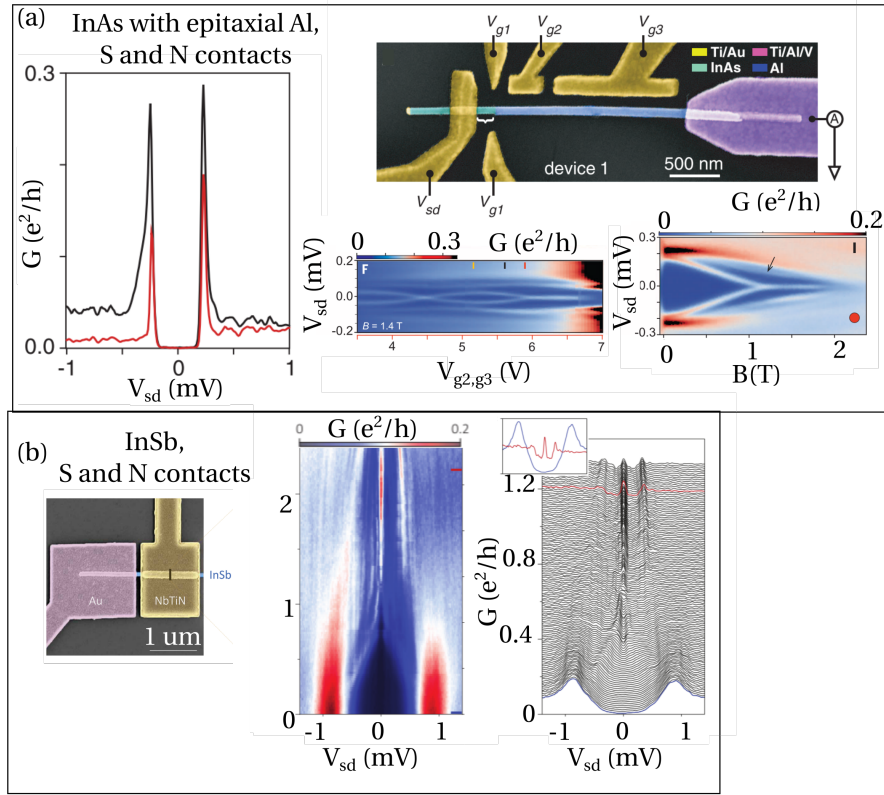 (a)
InAs with epitaxial Al,
S and N contacts
0.3
0.0
G (e²/h)
-1
0
1
V_sd (mV)
V_g1
V_g2
V_g3
Ti/Au
Ti/Al/V
InAs
Al
A
device 1
500 nm
V_sd
V_g1
G (e²/h)
0
0.3
G (e²/h)
0
0.2
V_sd (mV)
0.2
0.0
-0.2
F
B = 1.4 T
4
5
6
7
V_g2,g3 (V)
V_sd (mV)
0.3
0.0
-0.3
I
0
1
2
B(T)
(b)
InSb,
S and N contacts
InSb
Au
NbTiN
1 um
0
G (e²/h)
0.2
2
1
0
-1
0
1
V_sd (mV)
G (e²/h)
1.2
0.8
0.4
0
-1
0
1
V_sd (mV)